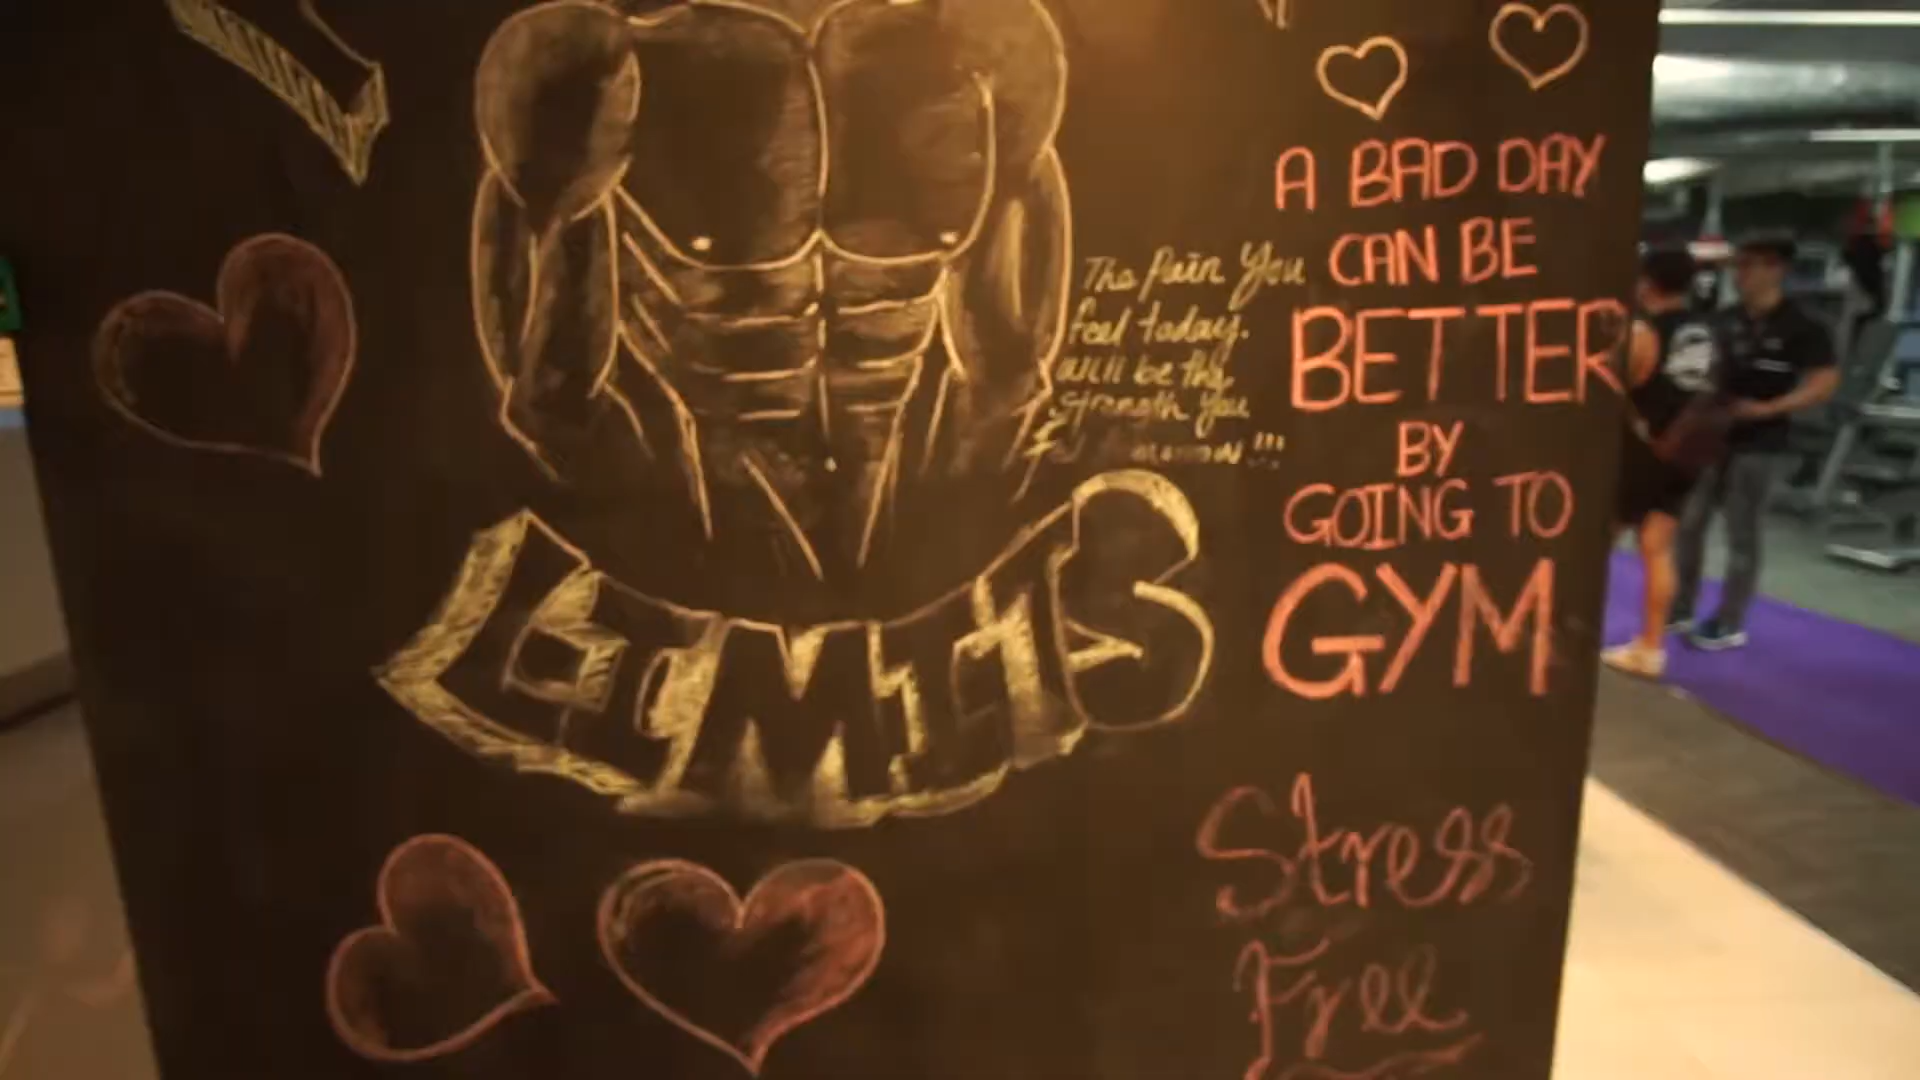 The Pain You
feel today.
will be the
strength you
!!!
LIMITS
A BAD DAY
CAN BE
BETTER
BY
GOING TO
GYM
Stress
Free